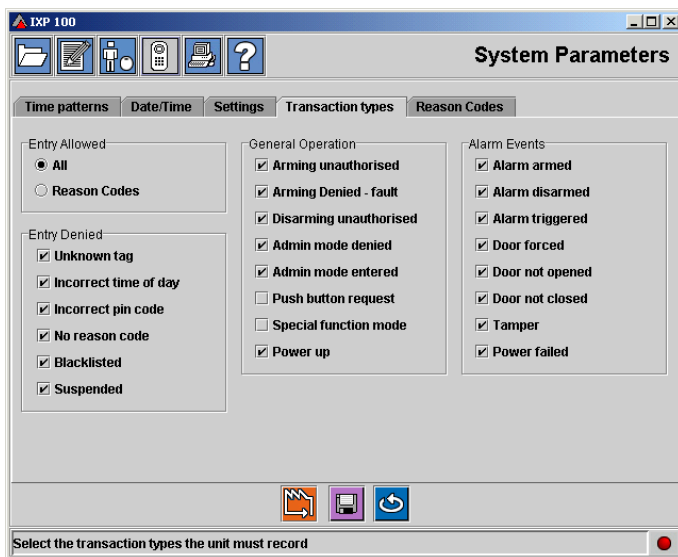 IXP 100
System Parameters
Time patterns
Date/Time
Settings
Transaction types
Reason Codes
Entry Allowed
All
Reason Codes
Entry Denied
Unknown tag
Incorrect time of day
Incorrect pin code
No reason code
Blacklisted
Suspended
General Operation
Arming unauthorised
Arming Denied - fault
Disarming unauthorised
Admin mode denied
Admin mode entered
Push button request
Special function mode
Power up
Alarm Events
Alarm armed
Alarm disarmed
Alarm triggered
Door forced
Door not opened
Door not closed
Tamper
Power failed
Select the transaction types the unit must record